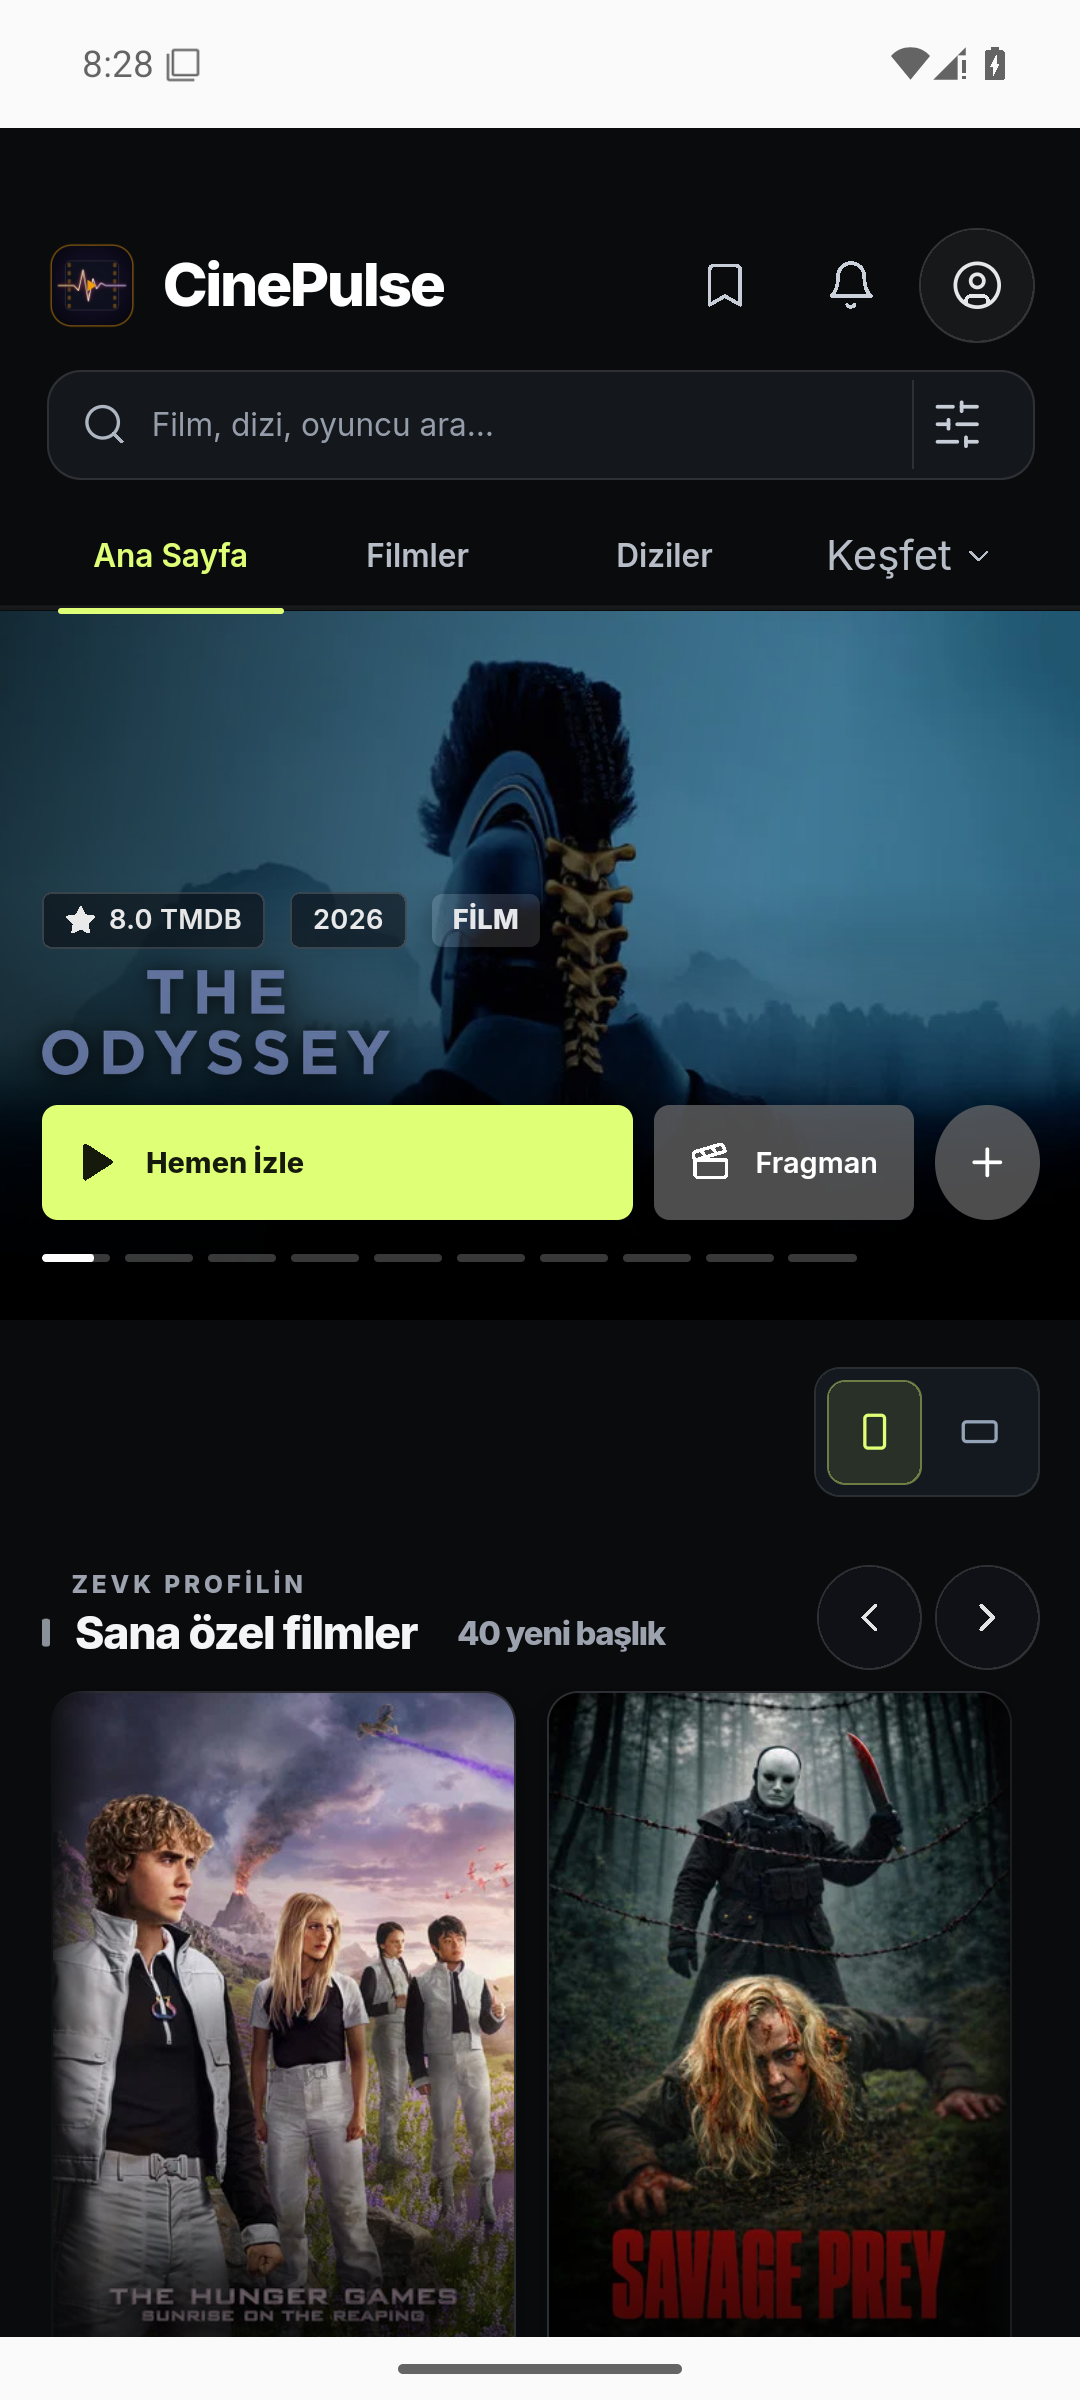 8:28
CinePulse
Film, dizi, oyuncu ara...
Ana Sayfa
Filmler
Diziler
Keşfet
8.0 TMDB
2026
FİLM
THE
ODYSSEY
Hemen İzle
Fragman
ZEVK PROFİLİN
Sana özel filmler
40 yeni başlık
THE HUNGER GAMES
SUNRISE ON THE REAPING
SAVAGE PREY